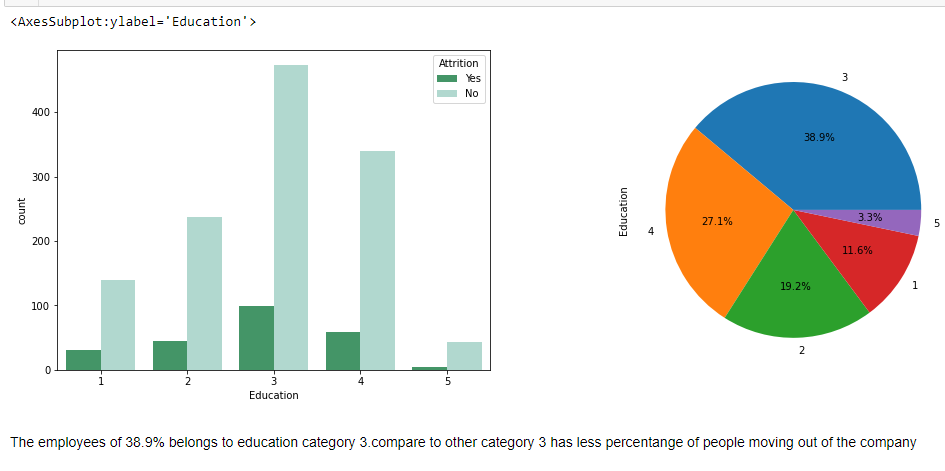 <AxesSubplot:ylabel='Education'>
Attrition
Yes
No
400
300
200
100
0
count
1 2 3 4 5
Education
3
38.9%
Education
4
27.1%
3.3%
5
11.6%
19.2%
1
2
The employees of 38.9% belongs to education category 3.compare to other category 3 has less percentange of people moving out of the company